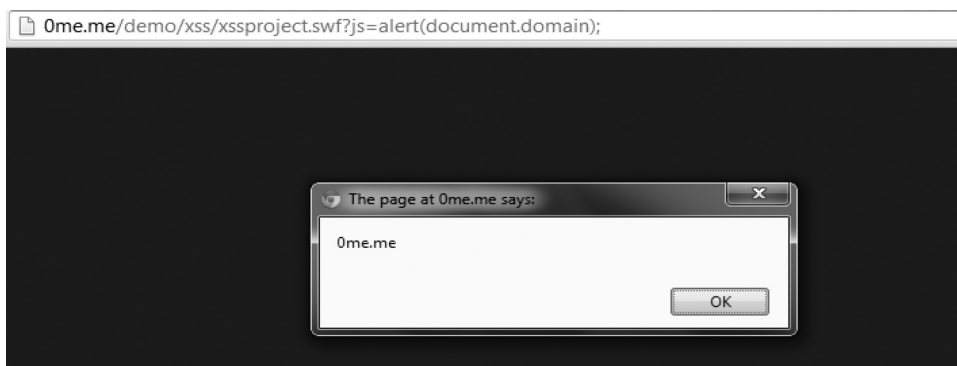 0me.me/demo/xss/xssproject.swf?js=alert(document.domain);
The page at 0me.me says:
x
0me.me
OK